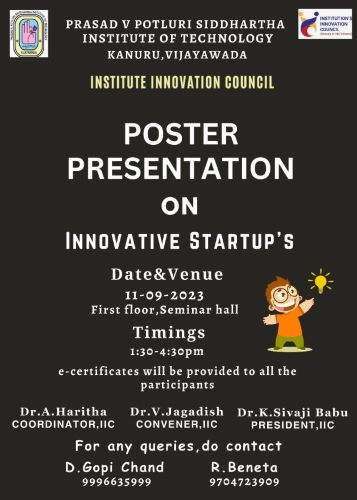 PRASAD V POTLURI SIDDHARTHA
INSTITUTE OF TECHNOLOGY
KANURU,VIJAYAWADA
INSTITUTION'S
INNOVATION
COUNCIL
INSTITUTE INNOVATION COUNCIL
POSTER
PRESENTATION
ON
INNOVATIVE STARTUP'S
Date&Venue
11-09-2023
First floor,Seminar hall
Timings
1:30-4:30pm
e-certificates will be provided to all the
participants
Dr.A.Haritha
COORDINATOR,IIC
Dr.V.Jagadish
CONVENER,IIC
Dr.K.Sivaji Babu
PRESIDENT,IIC
For any queries,do contact
D.Gopi Chand
9996635999
R.Beneta
9704723909